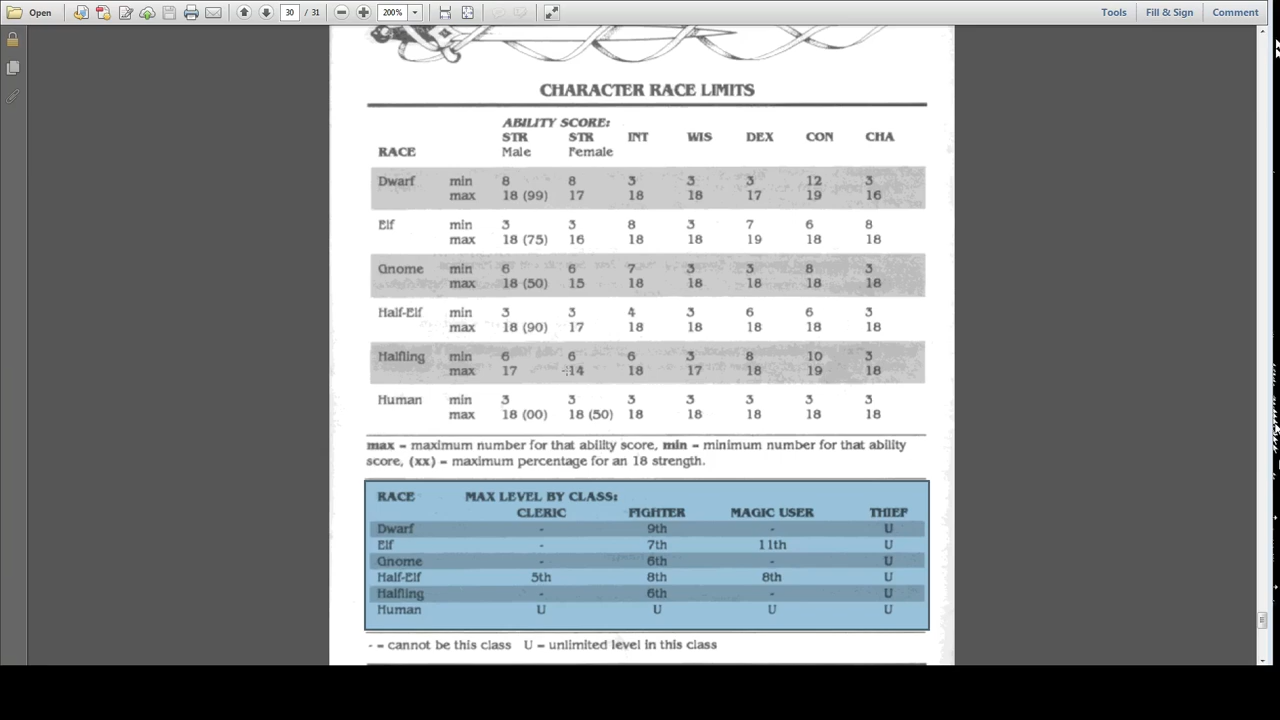 Open 30 / 31 200% Tools Fill & Sign Comment
CHARACTER RACE LIMITS
ABILITY SCORE:
STR STR INT WIS DEX CON CHA
RACE Male Female
Dwarf min 8 8 3 3 3 12 3
max 18 (99) 17 18 18 17 19 16
Elf min 3 3 8 3 7 6 8
max 18 (75) 16 18 18 19 18 18
Gnome min 6 6 7 3 3 8 3
max 18 (50) 15 18 18 18 18 18
Half-Elf min 3 3 4 3 6 6 3
max 18 (90) 17 18 18 18 18 18
Halfling min 6 6 6 3 8 10 3
max 17 14 18 17 18 19 18
Human min 3 3 3 3 3 3 3
max 18 (00) 18 (50) 18 18 18 18 18
max – maximum number for that ability score, min – minimum number for that ability
score, (xx) – maximum percentage for an 18 strength.
RACE MAX LEVEL BY CLASS:
CLERIC FIGHTER MAGIC USER THIEF
Dwarf - 9th - U
Elf - 7th 11th U
Gnome - 6th - U
Half-Elf 5th 8th 8th U
Halfling - 6th - U
Human U U U U
- – cannot be this class U – unlimited level in this class